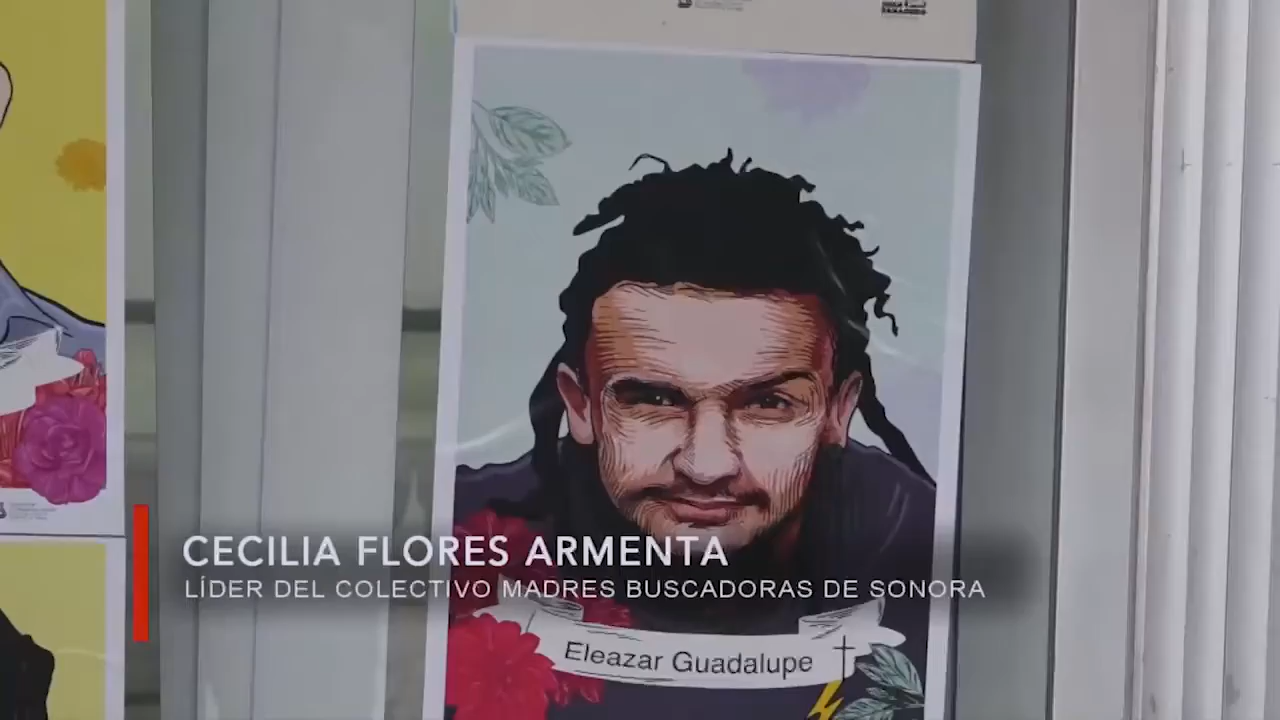 CECILIA FLORES ARMENTA
LÍDER DEL COLECTIVO MADRES BUSCADORAS DE SONORA
Eleazar Guadalupe